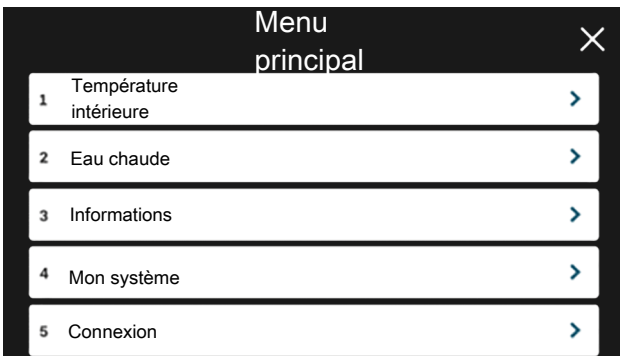 Menu
principal
1 Température
intérieure
2 Eau chaude
3 Informations
4 Mon système
5 Connexion